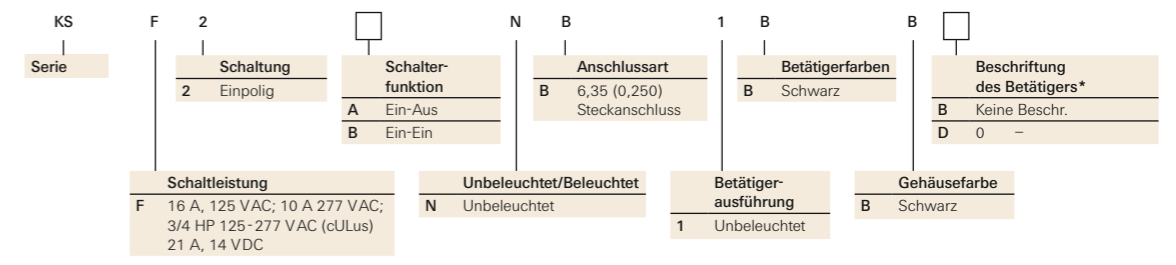 KS F 2 N B 1 B B
Serie
Schaltung
2 Einpolig
Schalter-
funktion
A Ein-Aus
B Ein-Ein
Anschlussart
B 6,35 (0,250)
Steckanschluss
Betätigerfarben
B Schwarz
Beschriftung
des Betätigers*
B Keine Beschr.
D 0 –
Schaltleistung
F 16 A, 125 VAC; 10 A 277 VAC;
3/4 HP 125-277 VAC (cULus)
21 A, 14 VDC
Unbeleuchtet/Beleuchtet
N Unbeleuchtet
Betätiger-
ausführung
1 Unbeleuchtet
Gehäusefarbe
B Schwarz